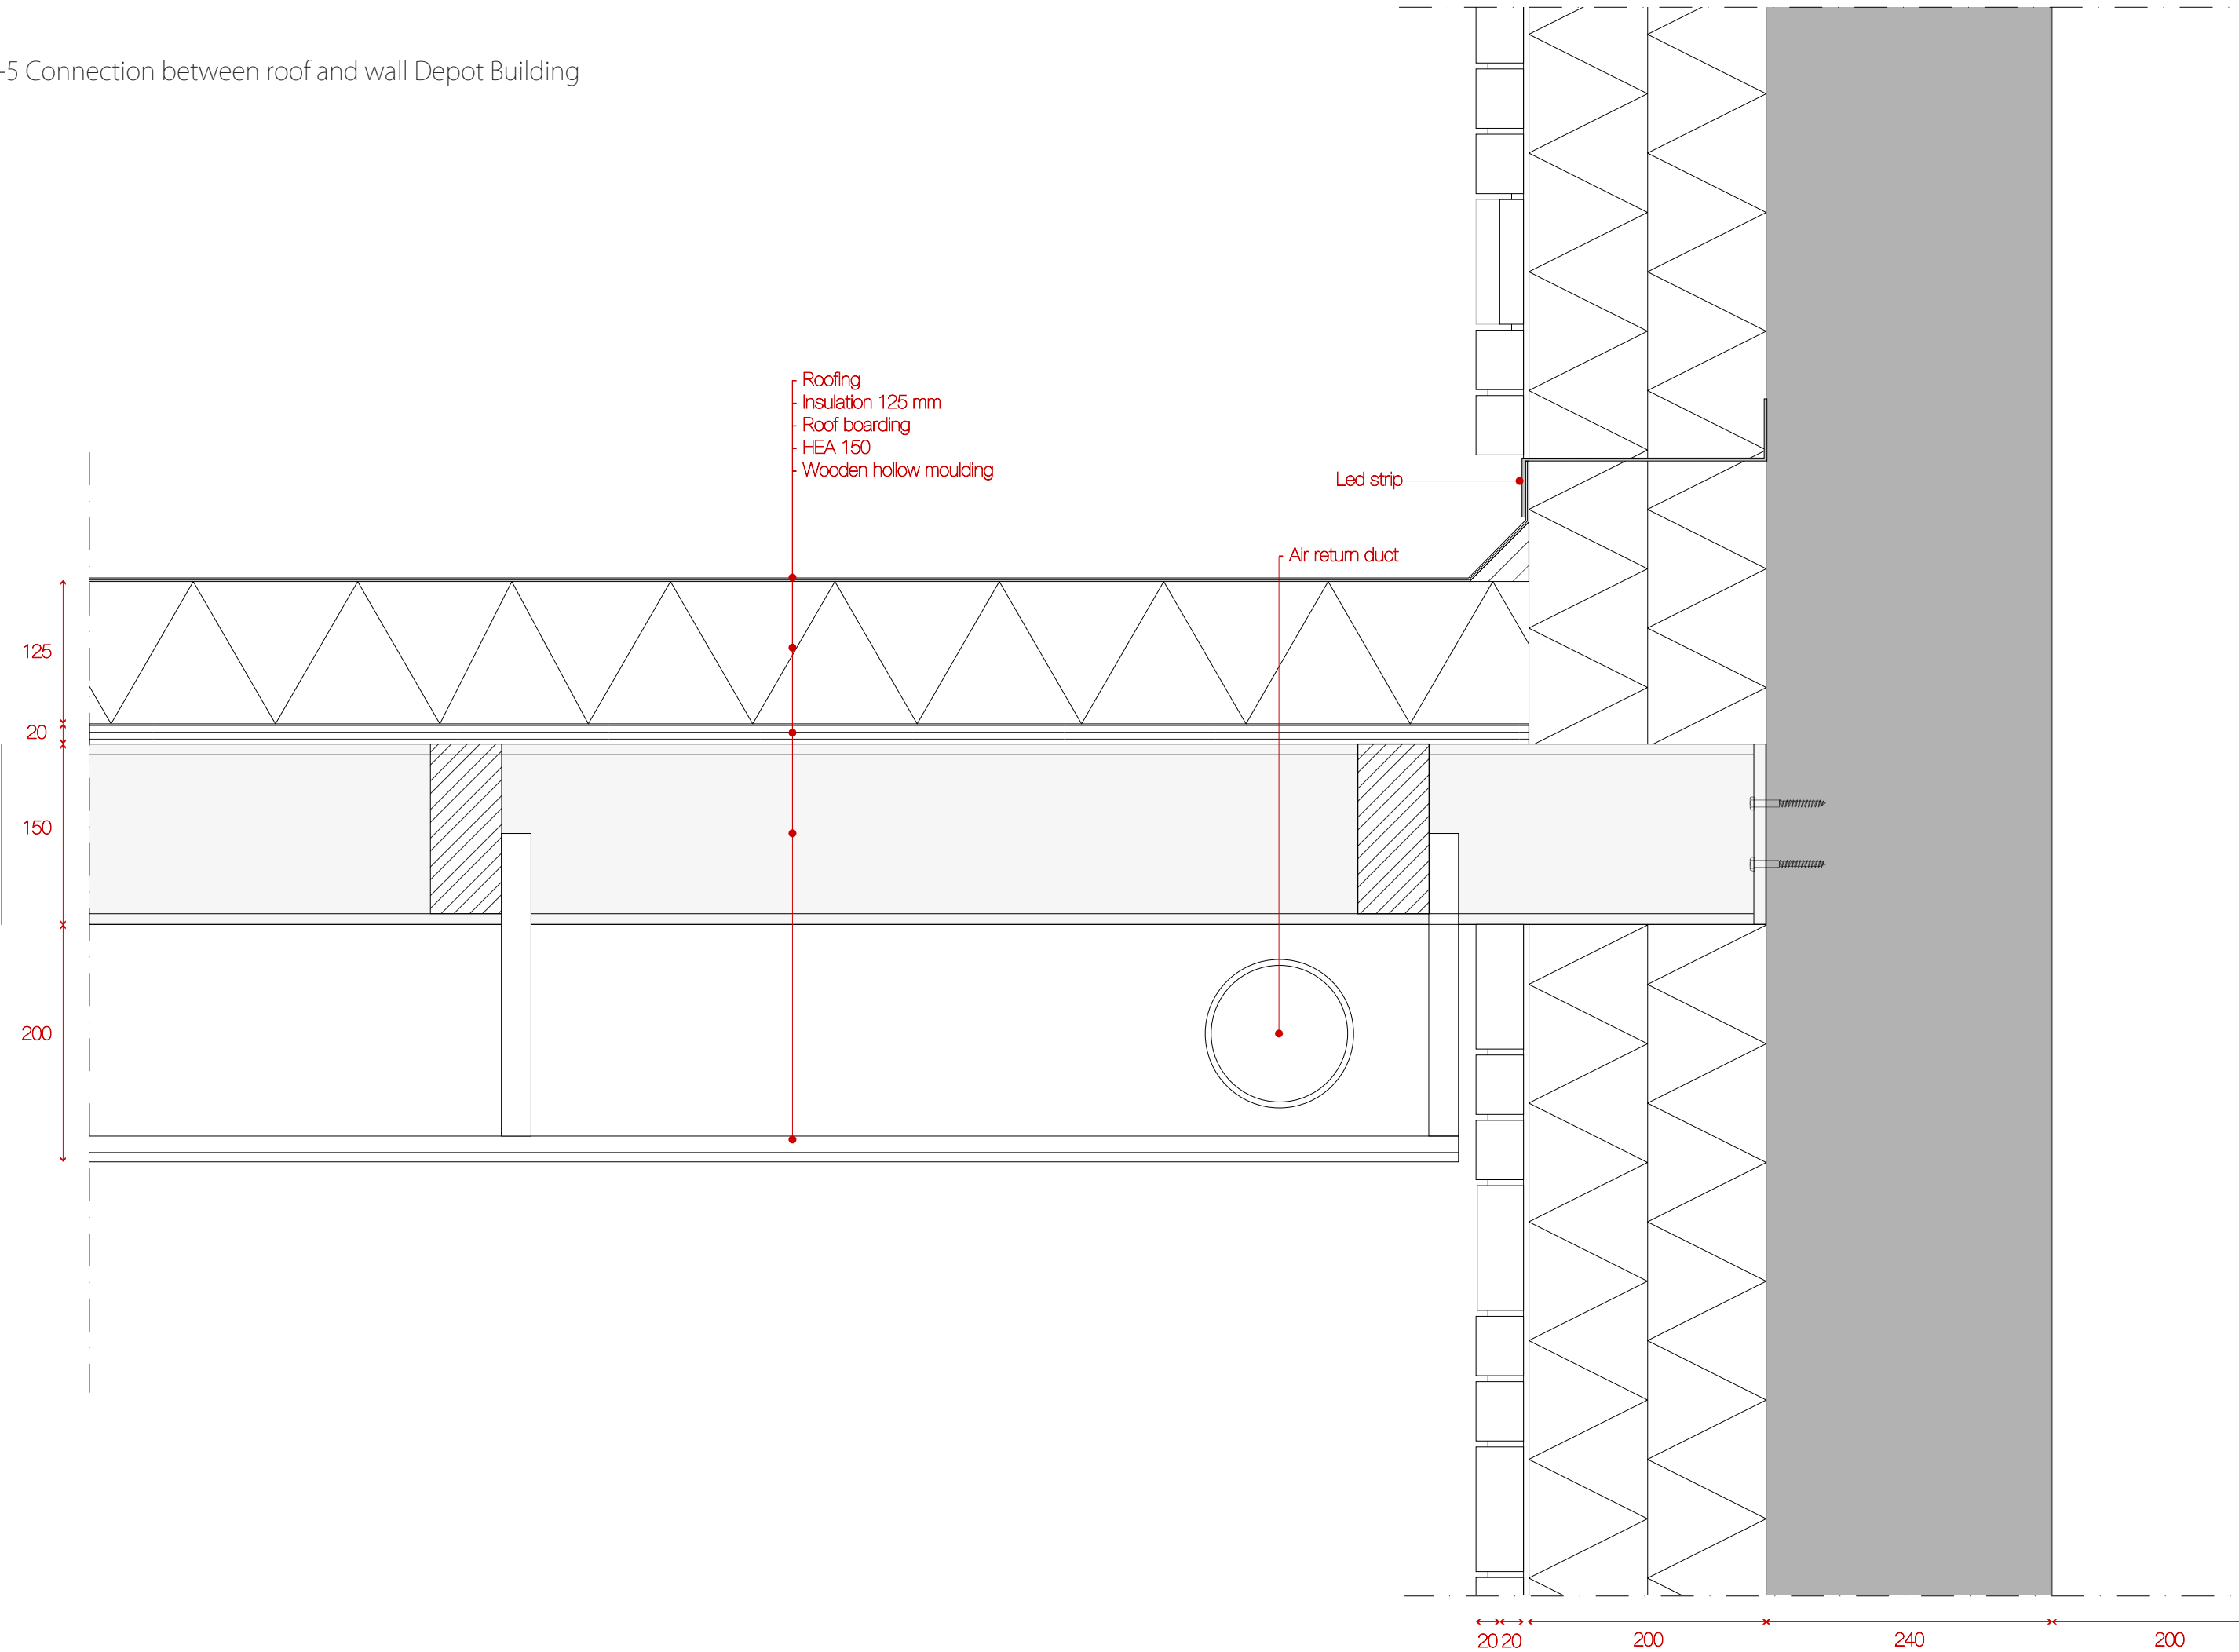 -5 Connection between roof and wall Depot Building
Roofing
Insulation 125 mm
Roof boarding
HEA 150
Wooden hollow moulding
Led strip
Air return duct
125
20
150
200
20 20 200 240 200